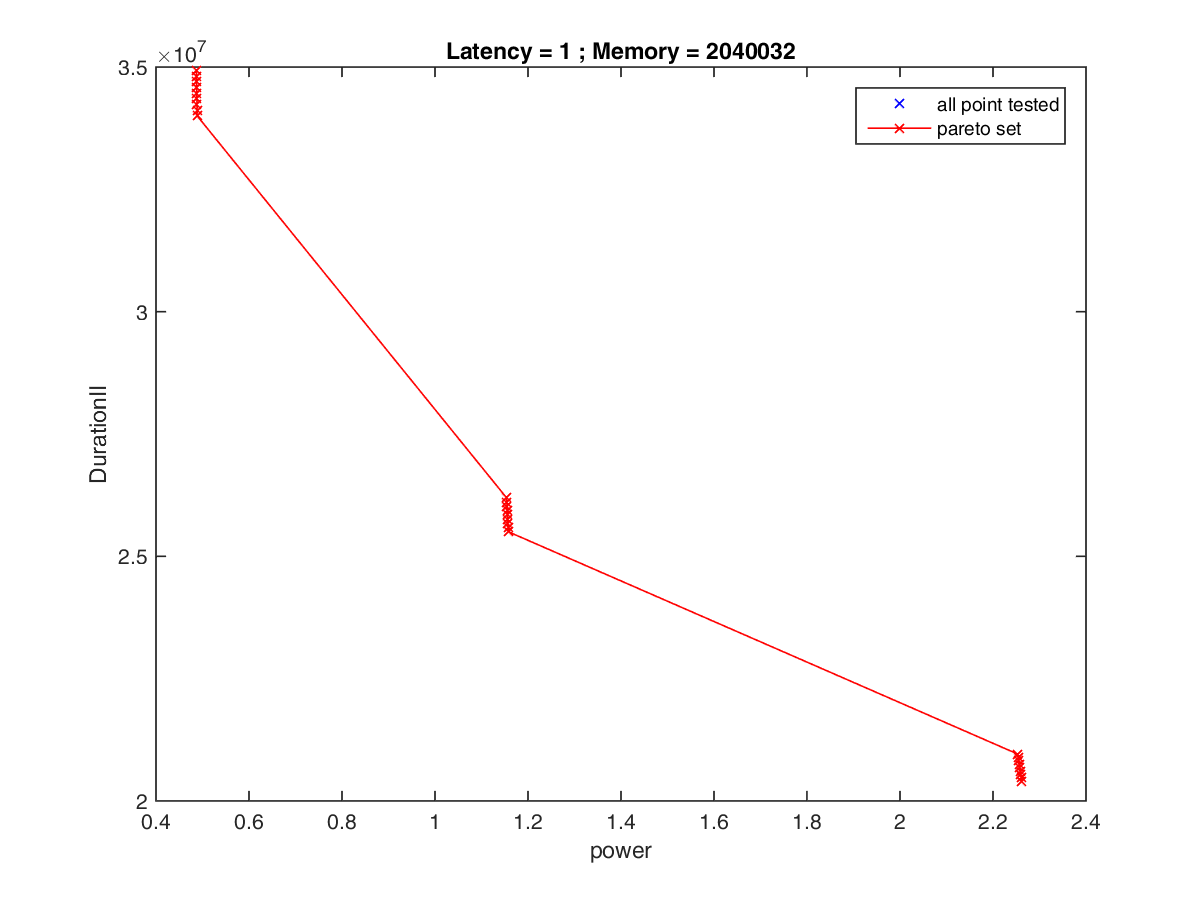 Latency = 1 ; Memory = 2040032
×10^7
3.5
3
2.5
2
DurationII
0.4 0.6 0.8 1 1.2 1.4 1.6 1.8 2 2.2 2.4
power
all point tested
pareto set